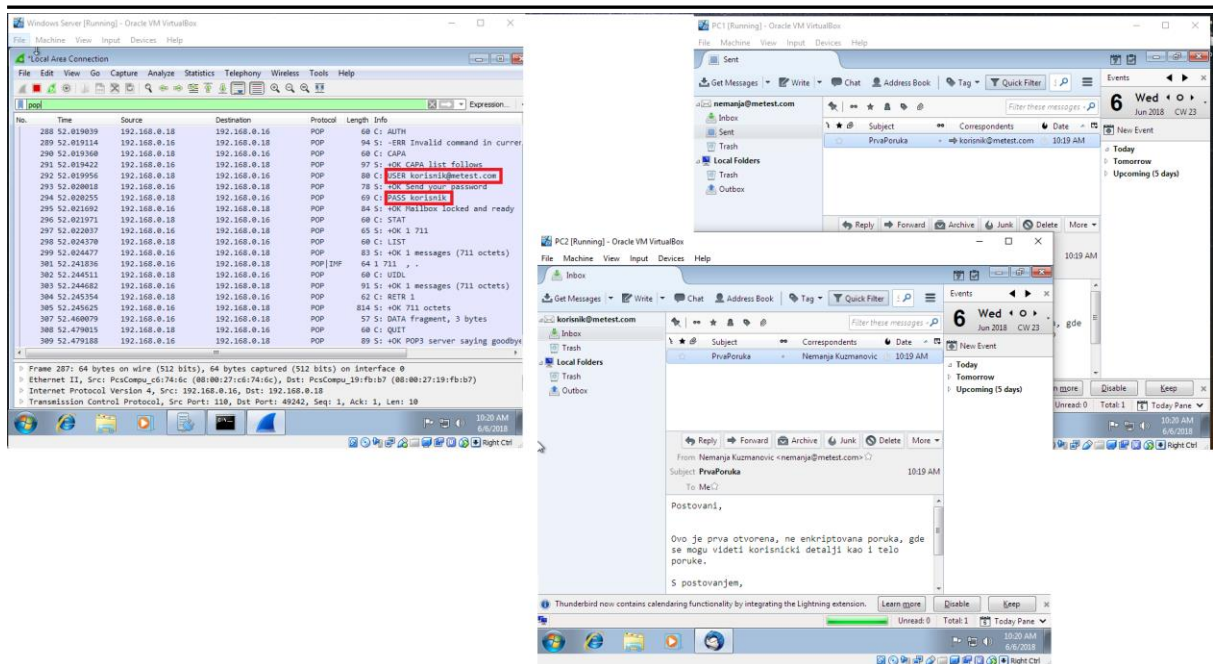 Windows Server [Running] - Oracle VM VirtualBox
File Machine View Input Devices Help
*Local Area Connection
File Edit View Go Capture Analyze Statistics Telephony Wireless Tools Help
pop
Expression...
No. Time Source Destination Protocol Length Info
288 52.019039 192.168.0.18 192.168.0.16 POP 60 C: AUTH
289 52.019114 192.168.0.16 192.168.0.18 POP 94 S: -ERR Invalid command in curren
290 52.019360 192.168.0.18 192.168.0.16 POP 60 C: CAPA
291 52.019422 192.168.0.16 192.168.0.18 POP 97 S: +OK CAPA list follows
292 52.019956 192.168.0.18 192.168.0.16 POP 80 C: USER korisnik@metest.com
293 52.020018 192.168.0.16 192.168.0.18 POP 78 S: +OK Send your password
294 52.020255 192.168.0.18 192.168.0.16 POP 69 C: PASS korisnik
295 52.021692 192.168.0.16 192.168.0.18 POP 84 S: +OK Mailbox locked and ready
296 52.021971 192.168.0.18 192.168.0.16 POP 60 C: STAT
297 52.022037 192.168.0.16 192.168.0.18 POP 65 S: +OK 1 711
298 52.024370 192.168.0.18 192.168.0.16 POP 60 C: LIST
299 52.024477 192.168.0.16 192.168.0.18 POP 83 S: +OK 1 messages (711 octets)
301 52.241836 192.168.0.16 192.168.0.18 POP|IMF 64 1 711 , .
302 52.244511 192.168.0.18 192.168.0.16 POP 60 C: UIDL
303 52.244682 192.168.0.16 192.168.0.18 POP 91 S: +OK 1 messages (711 octets)
304 52.245354 192.168.0.18 192.168.0.16 POP 62 C: RETR 1
305 52.245625 192.168.0.16 192.168.0.18 POP 814 S: +OK 711 octets
307 52.460079 192.168.0.16 192.168.0.18 POP 57 S: DATA fragment, 3 bytes
308 52.479015 192.168.0.18 192.168.0.16 POP 60 C: QUIT
309 52.479188 192.168.0.16 192.168.0.18 POP 89 S: +OK POP3 server saying goodbye
Frame 287: 64 bytes on wire (512 bits), 64 bytes captured (512 bits) on interface 0
Ethernet II, Src: PcsCompu_c6:74:6c (08:00:27:c6:74:6c), Dst: PcsCompu_19:fb:b7 (08:00:27:19:fb:b7)
Internet Protocol Version 4, Src: 192.168.0.16, Dst: 192.168.0.18
Transmission Control Protocol, Src Port: 110, Dst Port: 49242, Seq: 1, Ack: 1, Len: 10
10:20 AM
6/6/2018
Right Ctrl
PC1 [Running] - Oracle VM VirtualBox
File Machine View Input Devices Help
Sent
Get Messages Write Chat Address Book Tag Quick Filter
Events
nemanja@metest.com
Inbox
Sent
Trash
Local Folders
Trash
Outbox
Filter these messages -
Subject Correspondents Date
PrvaPoruka korisnik@metest.com 10:19 AM
6 Wed
Jun 2018 CW 23
New Event
Today
Tomorrow
Upcoming (5 days)
Reply Forward Archive Junk Delete More
10:19 AM
, gde
n more Disable Keep
Unread: 0 Total: 1 Today Pane
10:20 AM
6/6/2018
Right Ctrl
PC2 [Running] - Oracle VM VirtualBox
File Machine View Input Devices Help
Inbox
Get Messages Write Chat Address Book Tag Quick Filter
Events
korisnik@metest.com
Inbox
Trash
Local Folders
Trash
Outbox
Filter these messages -
Subject Correspondents Date
PrvaPoruka Nemanja Kuzmanovic 10:19 AM
6 Wed
Jun 2018 CW 23
New Event
Today
Tomorrow
Upcoming (5 days)
Reply Forward Archive Junk Delete More
From Nemanja Kuzmanovic <nemanja@metest.com>
Subject PrvaPoruka 10:19 AM
To Me
Postovani,
Ovo je prva otvorena, ne enkriptovana poruka, gde
se mogu videti korisnicki detalji kao i telo
poruke.
S postovanjem,
Thunderbird now contains calendaring functionality by integrating the Lightning extension. Learn more Disable Keep
Unread: 0 Total: 1 Today Pane
10:20 AM
6/6/2018
Right Ctrl